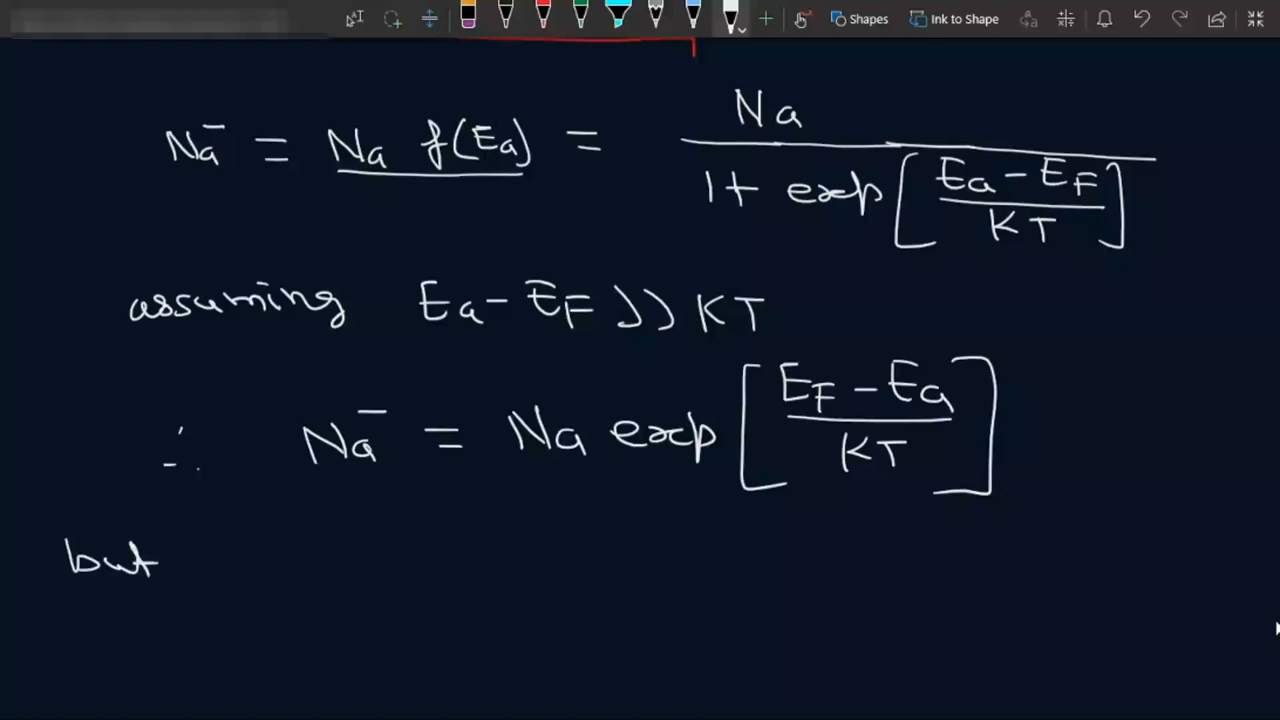 Shapes Ink to Shape
Na⁻ = Na f(Ea) = Na / (1 + exp[(Ea - EF) / KT])
assuming Ea - EF >> KT
∴ Na⁻ = Na exp[(EF - Ea) / KT]
but